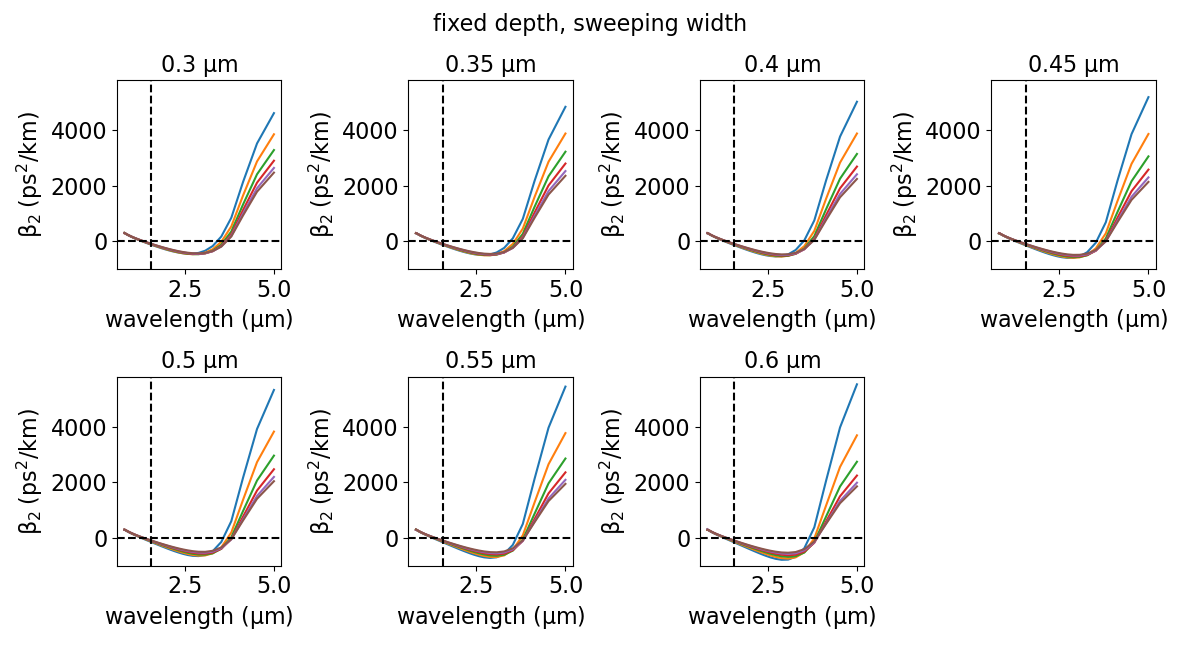 fixed depth, sweeping width
0.3 μm
0.35 μm
0.4 μm
0.45 μm
β₂ (ps²/km)
4000
2000
0
2.5
5.0
wavelength (μm)
β₂ (ps²/km)
4000
2000
0
2.5
5.0
wavelength (μm)
β₂ (ps²/km)
4000
2000
0
2.5
5.0
wavelength (μm)
β₂ (ps²/km)
4000
2000
0
2.5
5.0
wavelength (μm)
0.5 μm
0.55 μm
0.6 μm
β₂ (ps²/km)
4000
2000
0
2.5
5.0
wavelength (μm)
β₂ (ps²/km)
4000
2000
0
2.5
5.0
wavelength (μm)
β₂ (ps²/km)
4000
2000
0
2.5
5.0
wavelength (μm)